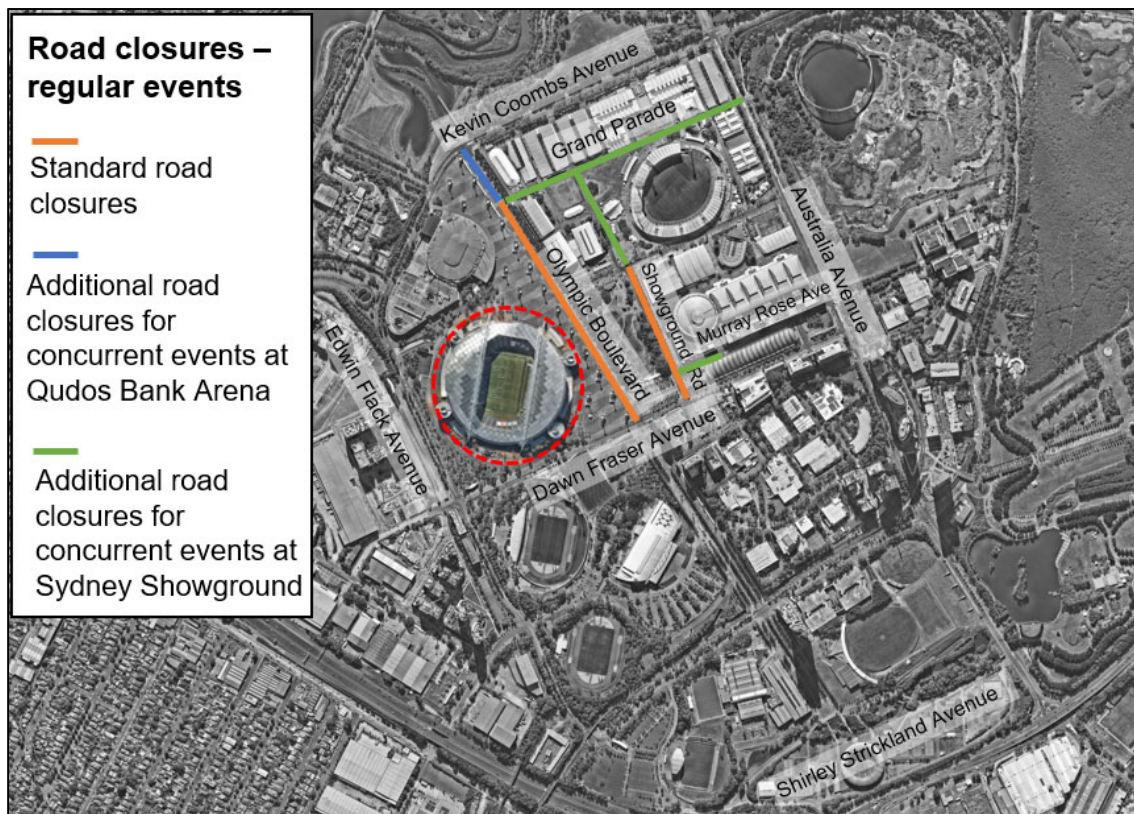 Road closures –
regular events
Standard road
closures
Additional road
closures for
concurrent events at
Qudos Bank Arena
Additional road
closures for
concurrent events at
Sydney Showground
Kevin Coombs Avenue
Grand Parade
Australia Avenue
Olympic Boulevard
Showground Rd
Murray Rose Ave
Edwin Flack Avenue
Dawn Fraser Avenue
Shirley Strickland Avenue